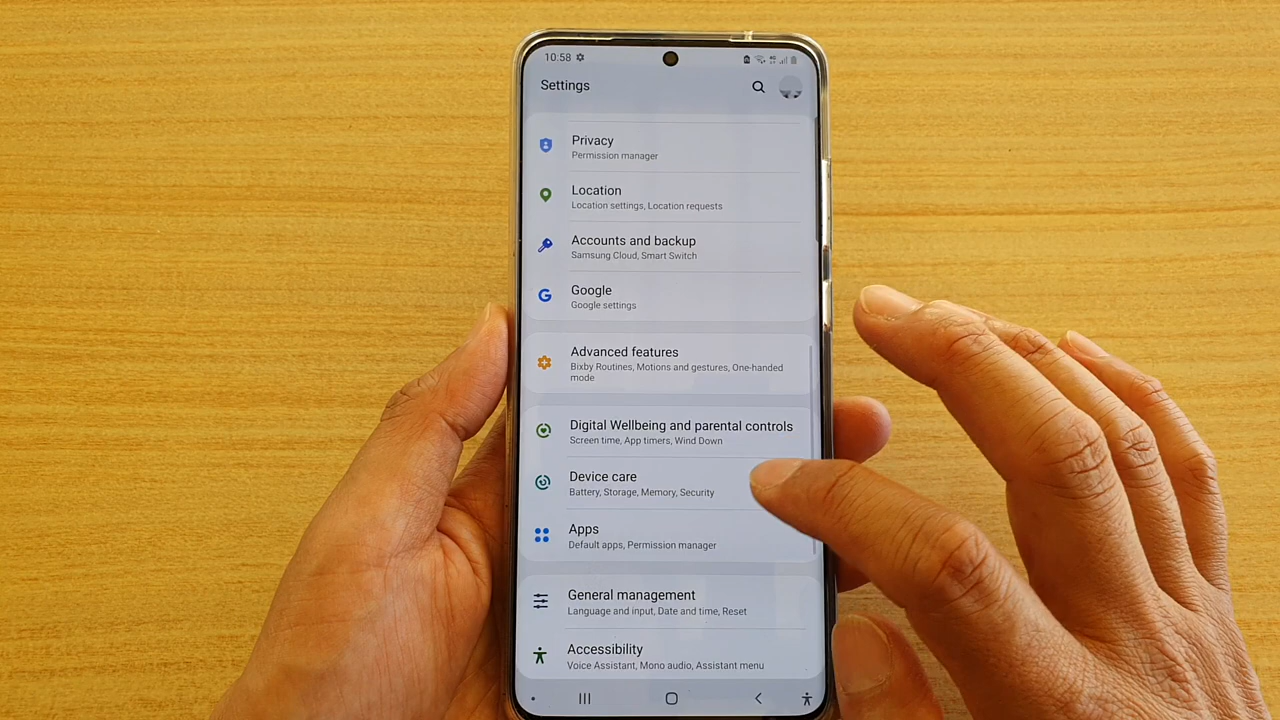 10:58
Settings
Privacy
Permission manager
Location
Location settings, Location requests
Accounts and backup
Samsung Cloud, Smart Switch
Google
Google settings
Advanced features
Bixby Routines, Motions and gestures, One-handed
mode
Digital Wellbeing and parental controls
Screen time, App timers, Wind Down
Device care
Battery, Storage, Memory, Security
Apps
Default apps, Permission manager
General management
Language and input, Date and time, Reset
Accessibility
Voice Assistant, Mono audio, Assistant menu